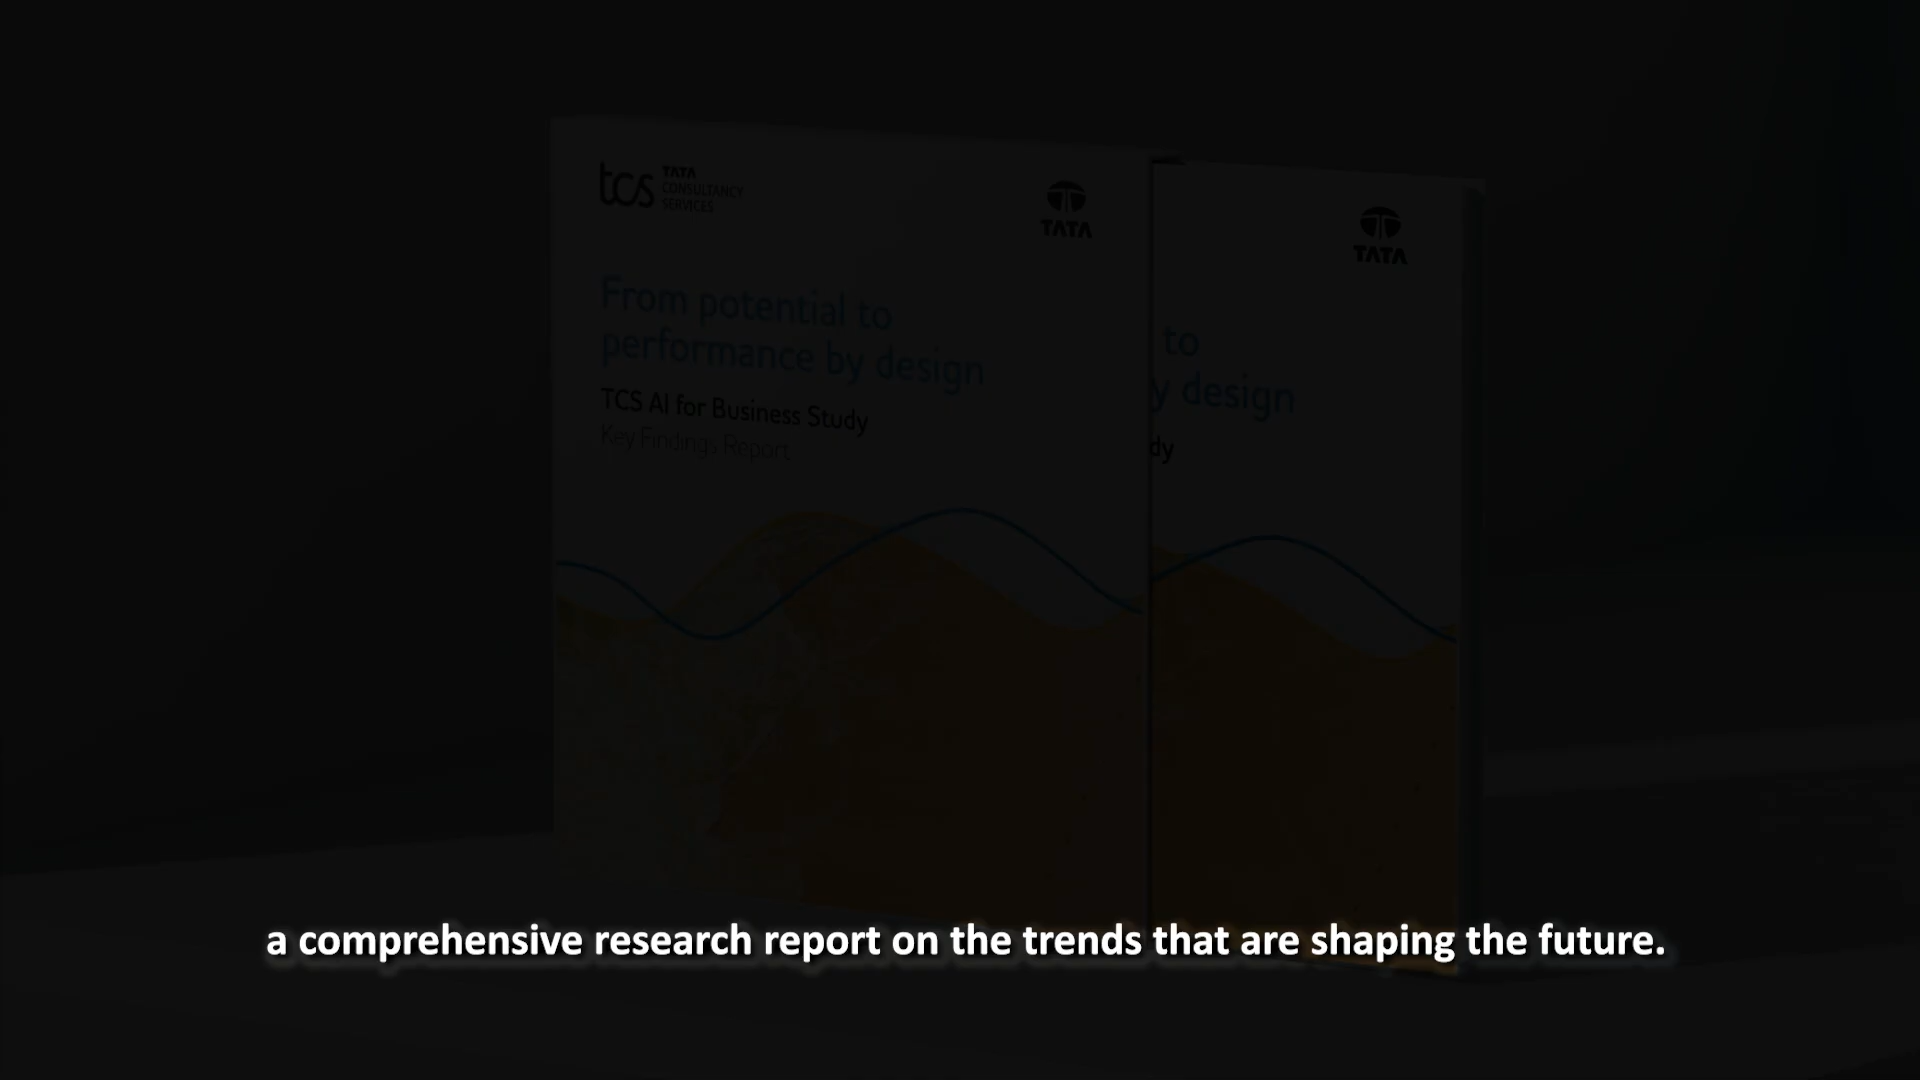 tcs TATA
CONSULTANCY
SERVICES
TATA
From potential to
performance by design
TCS AI for Business Study
Key Findings Report
TATA
to
y design
dy
a comprehensive research report on the trends that are shaping the future.